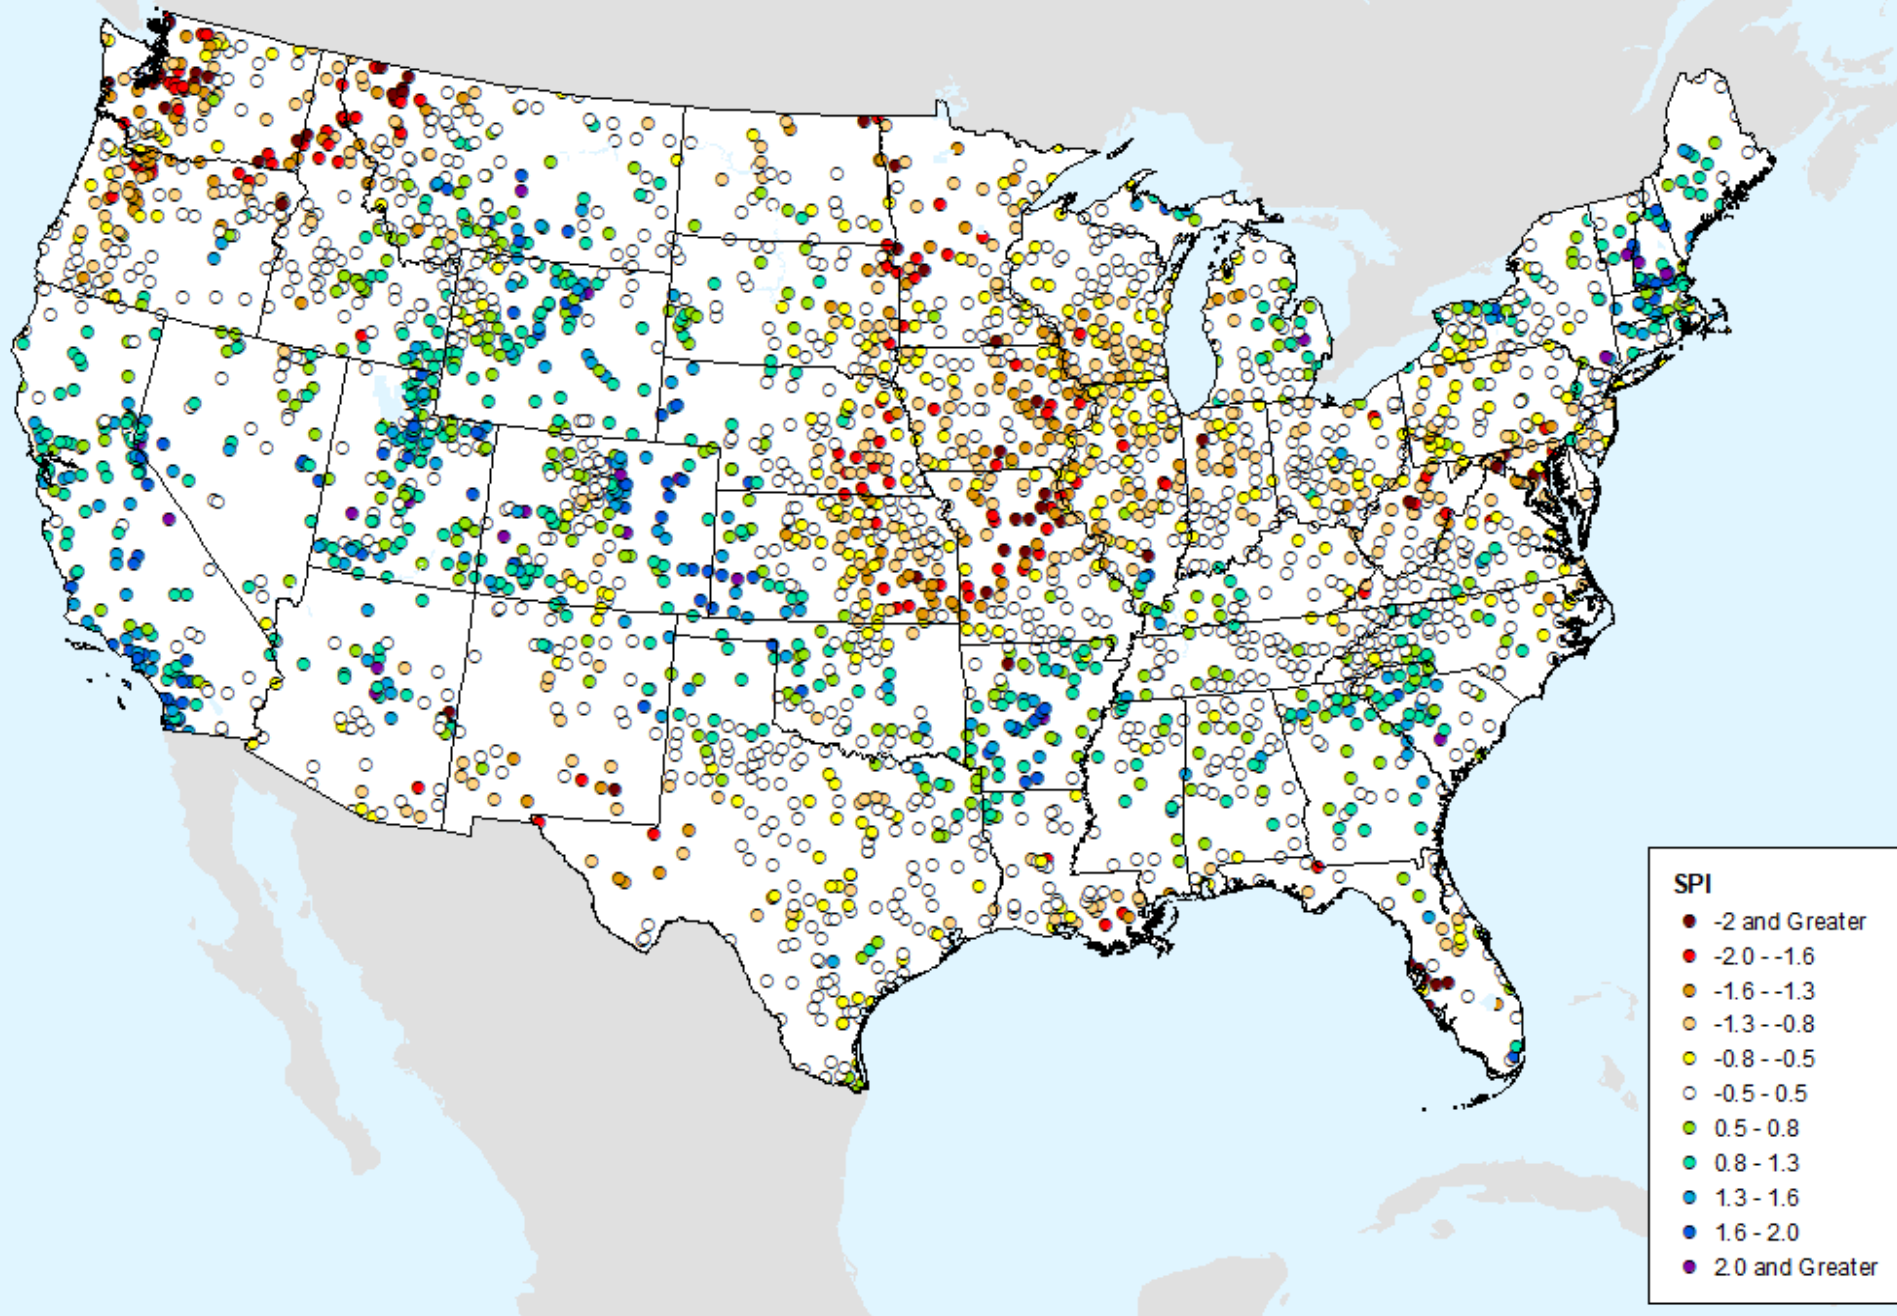 SPI
-2 and Greater
-2.0 - -1.6
-1.6 - -1.3
-1.3 - -0.8
-0.8 - -0.5
-0.5 - 0.5
0.5 - 0.8
0.8 - 1.3
1.3 - 1.6
1.6 - 2.0
2.0 and Greater